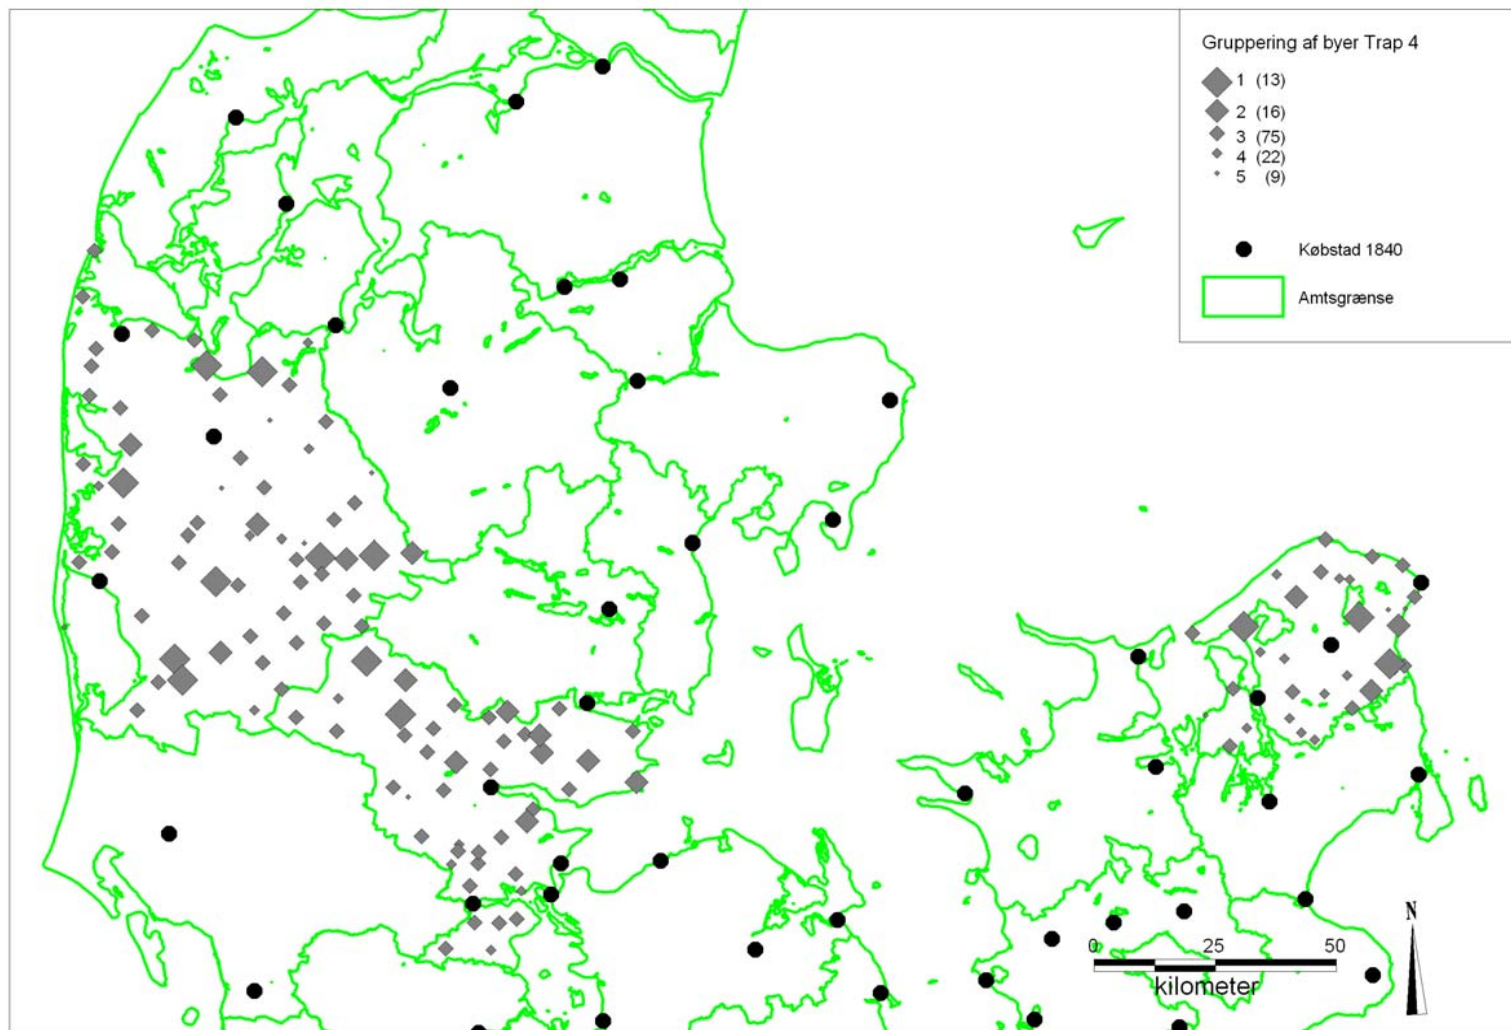 Gruppering af byer Trap 4
1 (13)
2 (16)
3 (75)
4 (22)
5 (9)
Købstad 1840
Amtsgrænse
N
0 25 50
kilometer